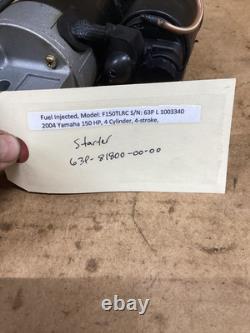 Fuel Injected, Model: F150TLRC S/N: 63P L 1003340
2004 Yamaha 150 HP, 4 Cylinder, 4-stroke,
Starter
63P-81800-00-00